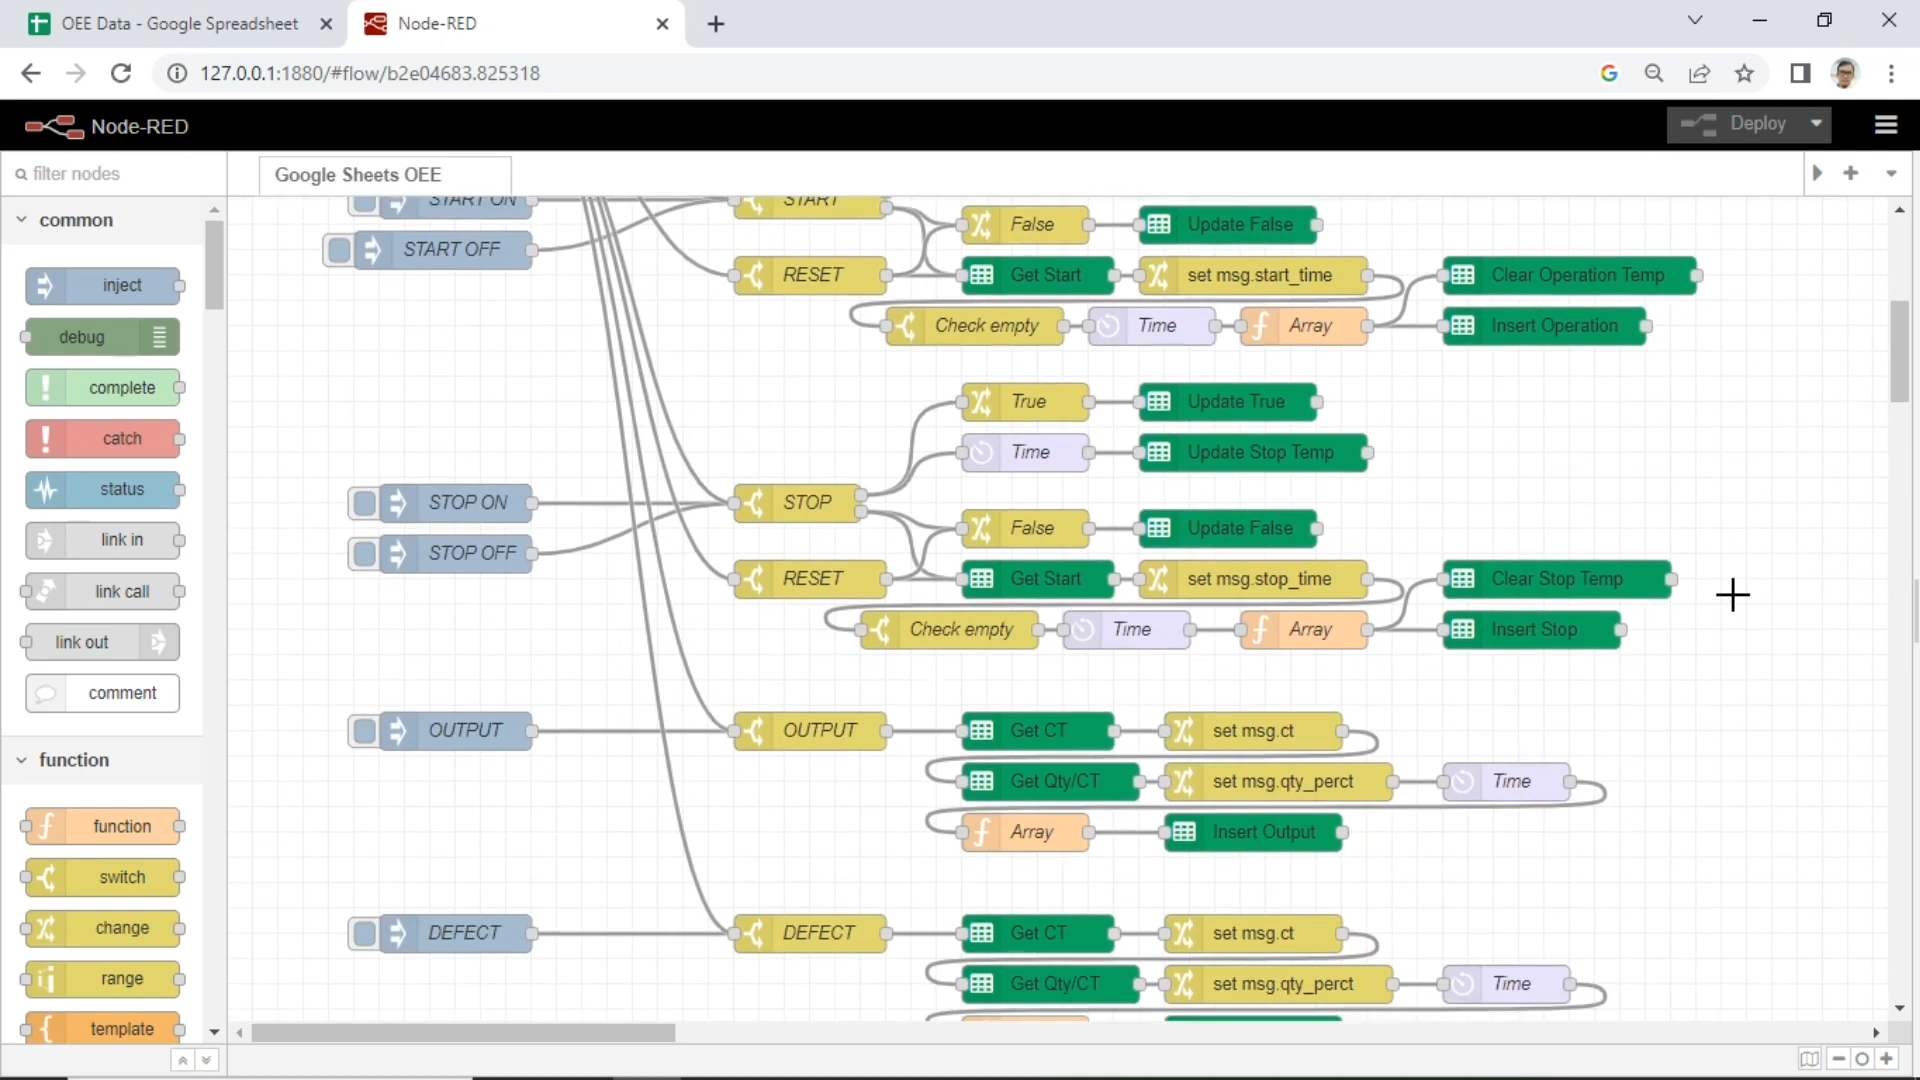 OEE Data - Google Spreadsheet
Node-RED
127.0.0.1:1880/#flow/b2e04683.825318
Node-RED
Deploy
filter nodes
Google Sheets OEE
common
inject
debug
complete
catch
status
link in
link call
link out
comment
function
function
switch
change
range
template
START ON
START
False
Update False
START OFF
RESET
Get Start
set msg.start_time
Clear Operation Temp
Check empty
Time
Array
Insert Operation
True
Update True
Time
Update Stop Temp
STOP ON
STOP
False
Update False
STOP OFF
RESET
Get Start
set msg.stop_time
Clear Stop Temp
Check empty
Time
Array
Insert Stop
OUTPUT
OUTPUT
Get CT
set msg.ct
Get Qty/CT
set msg.qty_perct
Time
Array
Insert Output
DEFECT
DEFECT
Get CT
set msg.ct
Get Qty/CT
set msg.qty_perct
Time